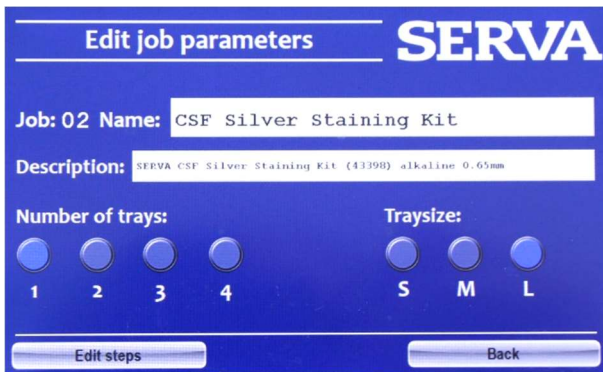 Edit job parameters SERVA
Job: 02 Name: CSF Silver Staining Kit
Description: SERVA CSF Silver Staining Kit (43398) alkaline 0.65mm
Number of trays: Traysize:
1 2 3 4 S M L
Edit steps Back